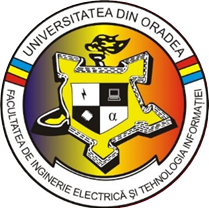 UNIVERSITATEA DIN ORADEA
FACULTATEA DE INGINERIE ELECTRICĂ ȘI TEHNOLOGIA INFORMAȚIEI
α